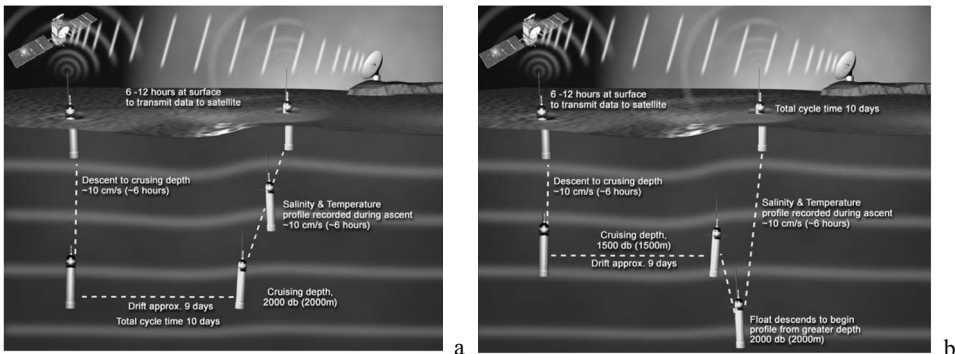 6 -12 hours at surface
to transmit data to satellite
Descent to crusing depth
~10 cm/s (~6 hours)
Salinity & Temperature
profile recorded during ascent
~10 cm/s (~6 hours)
Cruising depth,
2000 db (2000m)
Drift approx. 9 days
Total cycle time 10 days
a
6 -12 hours at surface
to transmit data to satellite
Total cycle time 10 days
Descent to crusing depth
~10 cm/s (~6 hours)
Salinity & Temperature
profile recorded during ascent
~10 cm/s (~6 hours)
Cruising depth,
1500 db (1500m)
Drift approx. 9 days
Float descends to begin
profile from greater depth
2000 db (2000m)
b